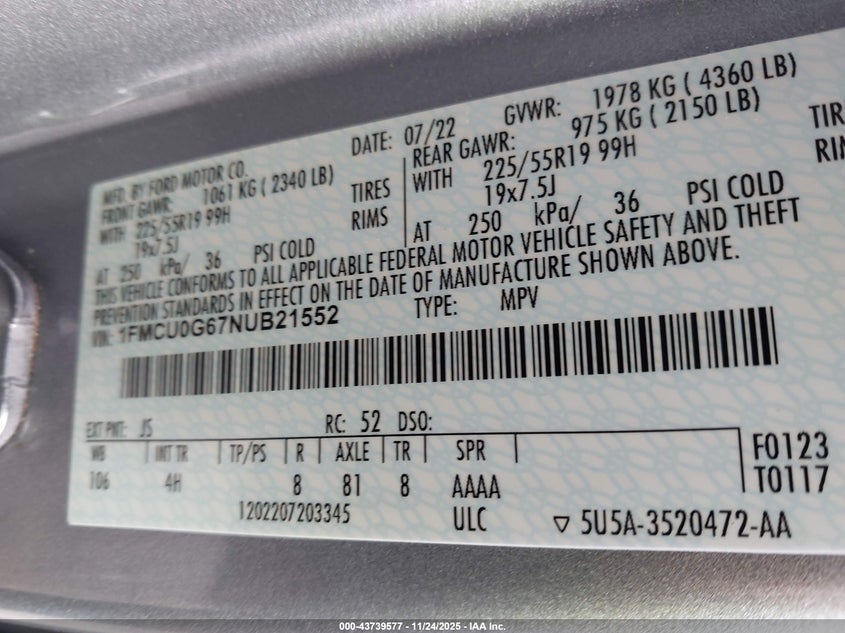 MFD. BY FORD MOTOR CO.
DATE: 07/22 GVWR: 1978 KG ( 4360 LB)
FRONT GAWR: 1061 KG ( 2340 LB)
REAR GAWR: 975 KG ( 2150 LB)
WITH 225/55R19 99H TIRES
WITH 225/55R19 99H TIR
19x7.5J RIMS
19x7.5J RIM
AT 250 kPa/ 36 PSI COLD
AT 250 kPa/ 36 PSI COLD
THIS VEHICLE CONFORMS TO ALL APPLICABLE FEDERAL MOTOR VEHICLE SAFETY AND THEFT
PREVENTION STANDARDS IN EFFECT ON THE DATE OF MANUFACTURE SHOWN ABOVE.
VIN: 1FMCU0G67NUB21552 TYPE: MPV
EXT PNT: JS RC: 52 DSO:
WB INT TR TP/PS R AXLE TR SPR
106 4H 8 81 8 AAAA
F0123
T0117
1202207203345 ULC ▽ 5U5A-3520472-AA
000-43739577 - 11/24/2025 - IAA Inc.